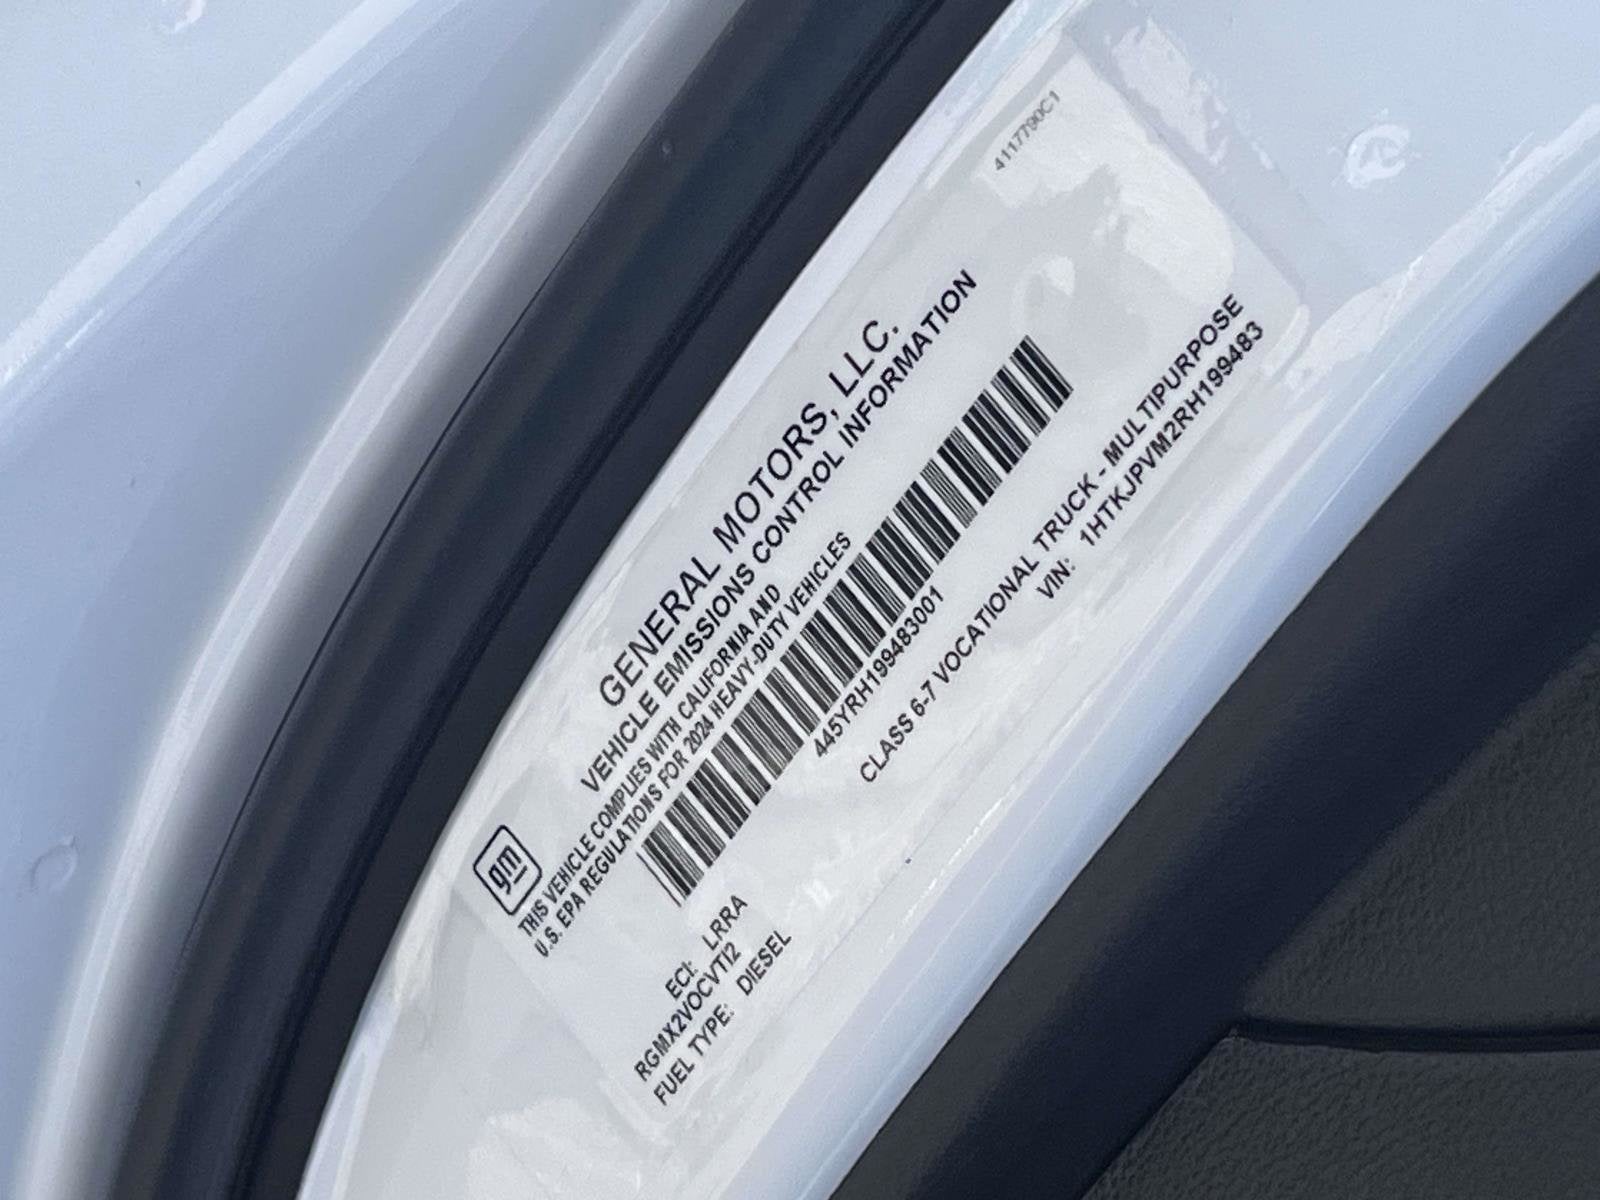 4117790C1
GENERAL MOTORS, LLC.
VEHICLE EMISSIONS CONTROL INFORMATION
gm
THIS VEHICLE COMPLIES WITH CALIFORNIA AND
U.S. EPA REGULATIONS FOR 2024 HEAVY-DUTY VEHICLES
445YRH199483001
ECI: LRRA
CLASS 6-7 VOCATIONAL TRUCK - MULTIPURPOSE
RGMX2VOCVTI2
VIN: 1HTKJPVM2RH199483
FUEL TYPE: DIESEL